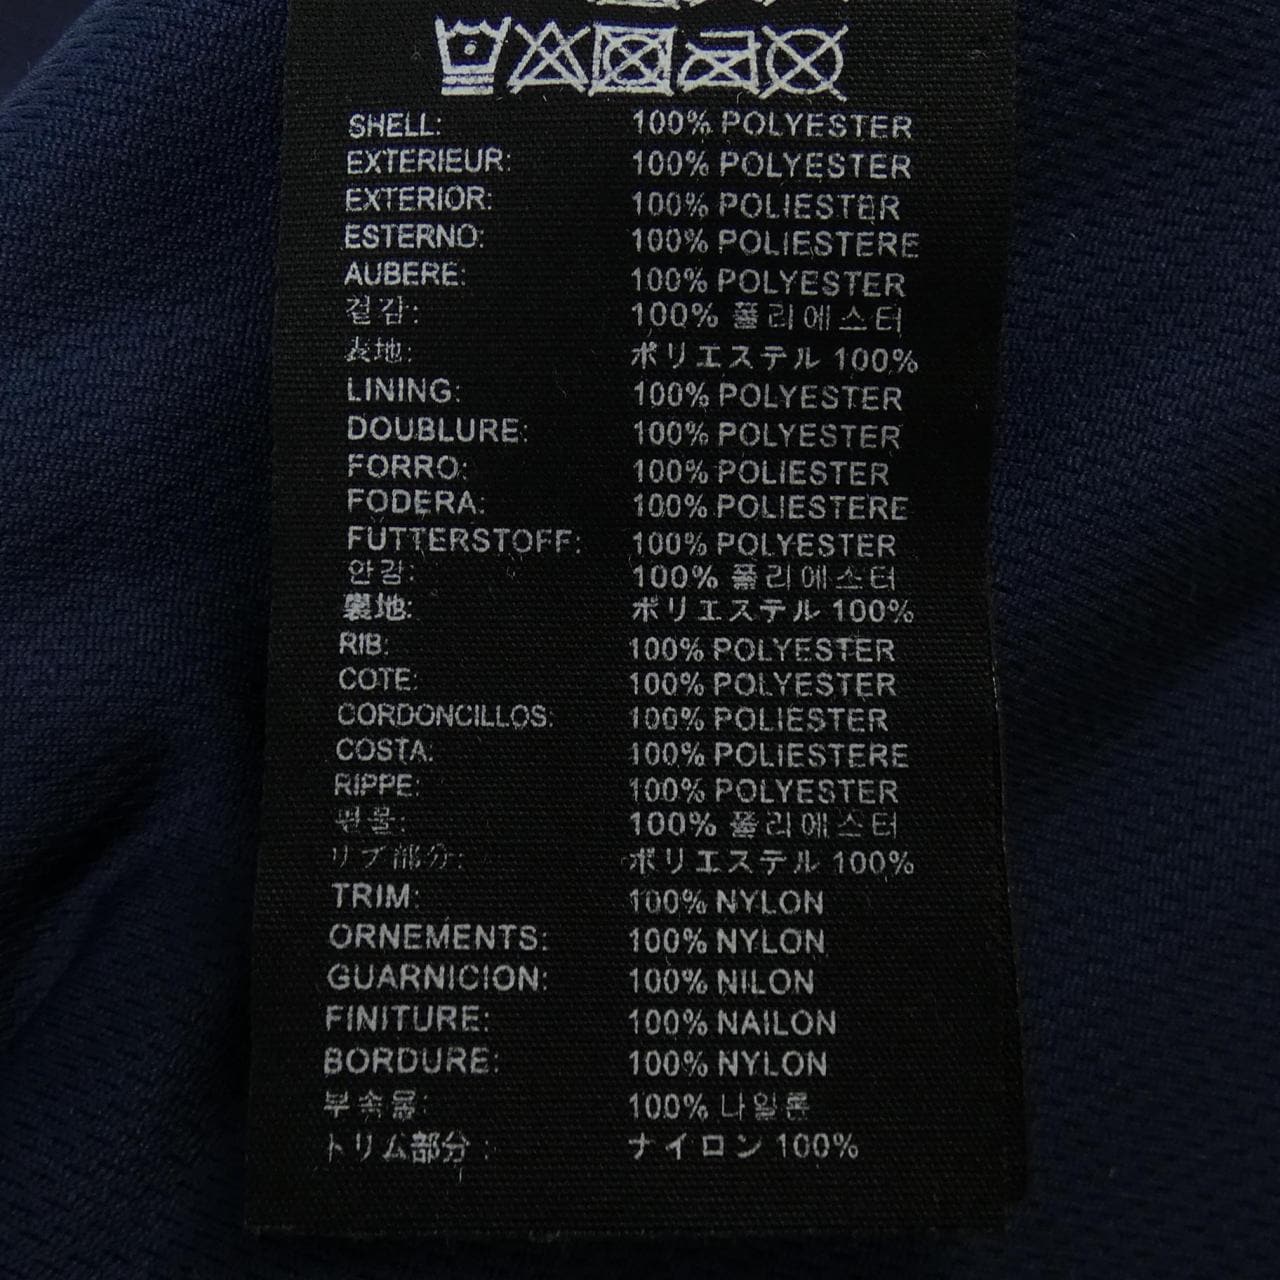 SHELL: 100% POLYESTER
EXTERIEUR: 100% POLYESTER
EXTERIOR: 100% POLIESTER
ESTERNO: 100% POLIESTERE
AUBERE: 100% POLYESTER
겉감: 100% 폴리에스터
表地: ポリエステル 100%
LINING: 100% POLYESTER
DOUBLURE: 100% POLYESTER
FORRO: 100% POLIESTER
FODERA: 100% POLIESTERE
FUTTERSTOFF: 100% POLYESTER
안감: 100% 폴리에스터
裏地: ポリエステル 100%
RIB: 100% POLYESTER
COTE: 100% POLYESTER
CORDONCILLOS: 100% POLIESTER
COSTA: 100% POLIESTERE
RIPPE: 100% POLYESTER
편물: 100% 폴리에스터
リブ部分: ポリエステル 100%
TRIM: 100% NYLON
ORNEMENTS: 100% NYLON
GUARNICION: 100% NILON
FINITURE: 100% NAILON
BORDURE: 100% NYLON
부속물: 100% 나일론
トリム部分: ナイロン 100%